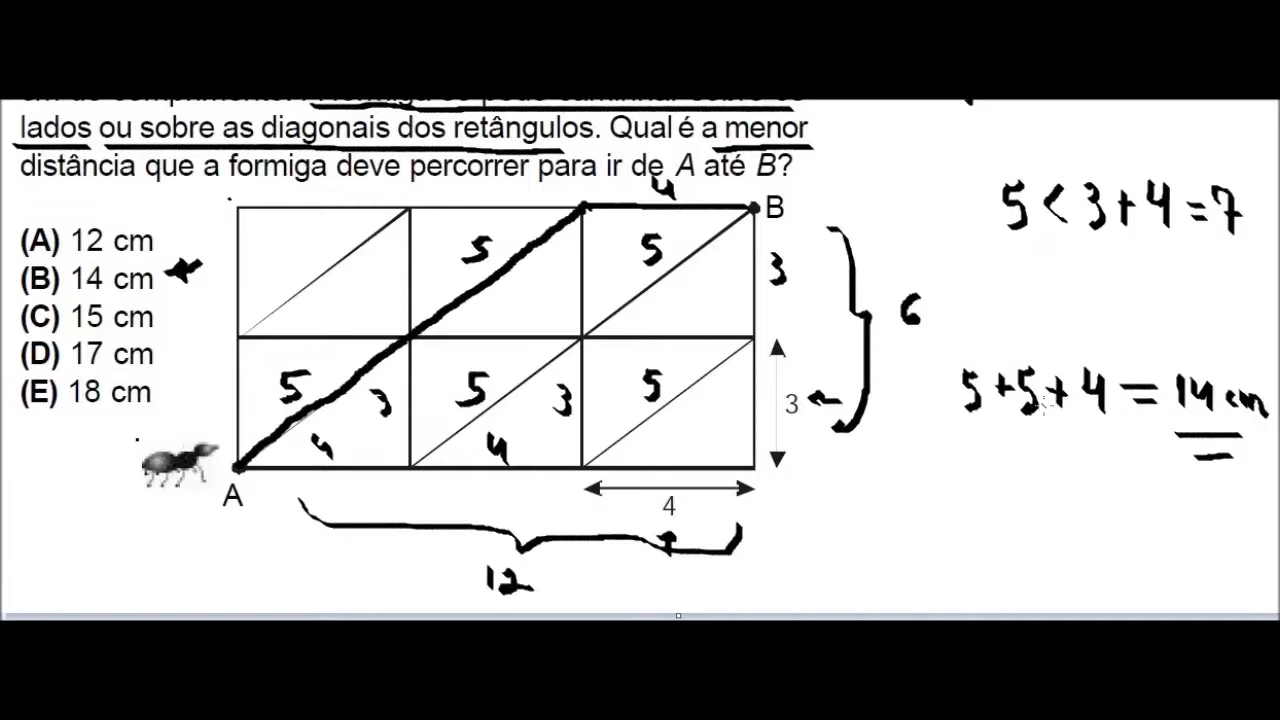 lados ou sobre as diagonais dos retângulos. Qual é a menor
distância que a formiga deve percorrer para ir de A até B?
(A) 12 cm
(B) 14 cm
(C) 15 cm
(D) 17 cm
(E) 18 cm
4
B
5
5
3
6
5
3
5
3
5
3
4
4
A
4
12
5 < 3 + 4 = 7
5 + 5 + 4 = 14 cm